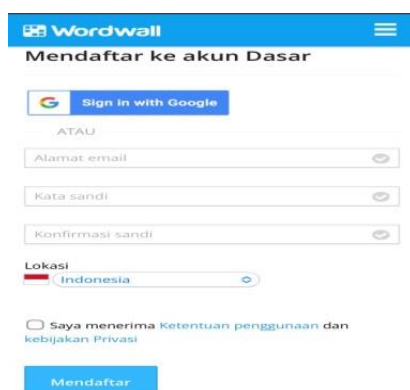 Wordwall
Mendaftar ke akun Dasar
Sign in with Google
ATAU
Alamat email
Kata sandi
Konfirmasi sandi
Lokasi
Indonesia
Saya menerima Ketentuan penggunaan dan
kebijakan Privasi
Mendaftar